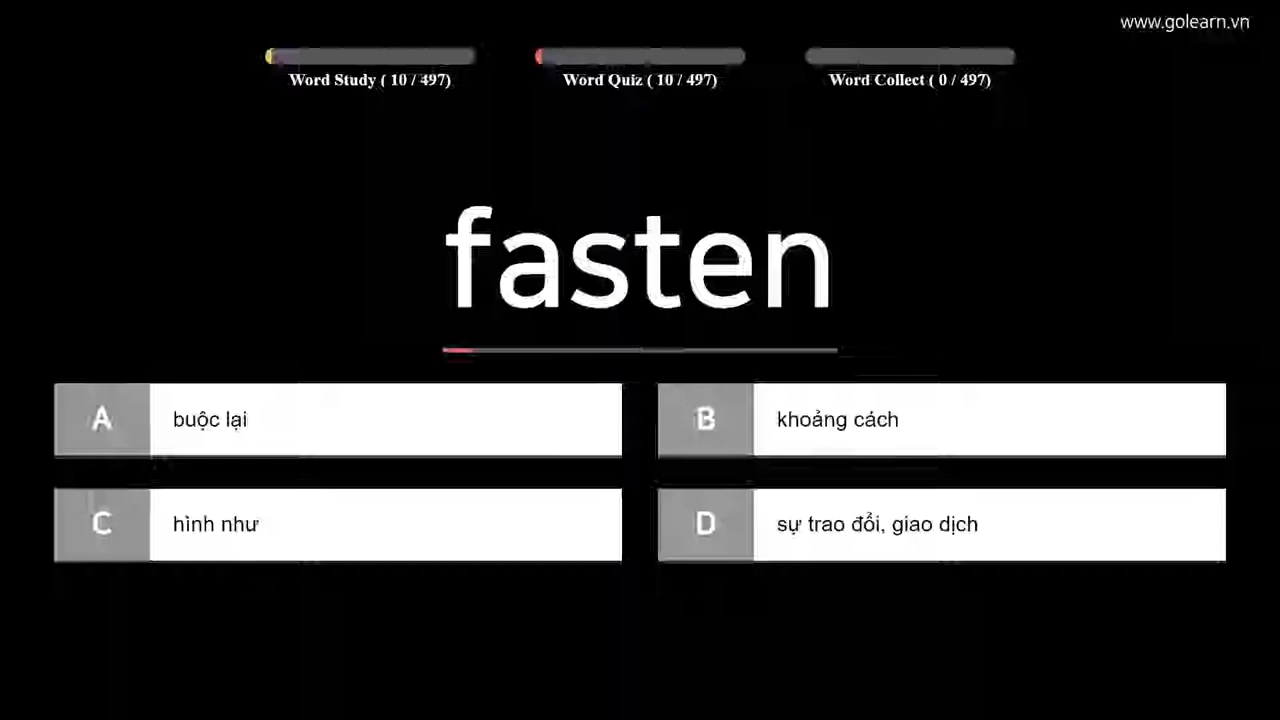 www.golearn.vn
Word Study ( 10 / 497)
Word Quiz ( 10 / 497)
Word Collect ( 0 / 497)
fasten
A buộc lại
B khoảng cách
C hình như
D sự trao đổi, giao dịch